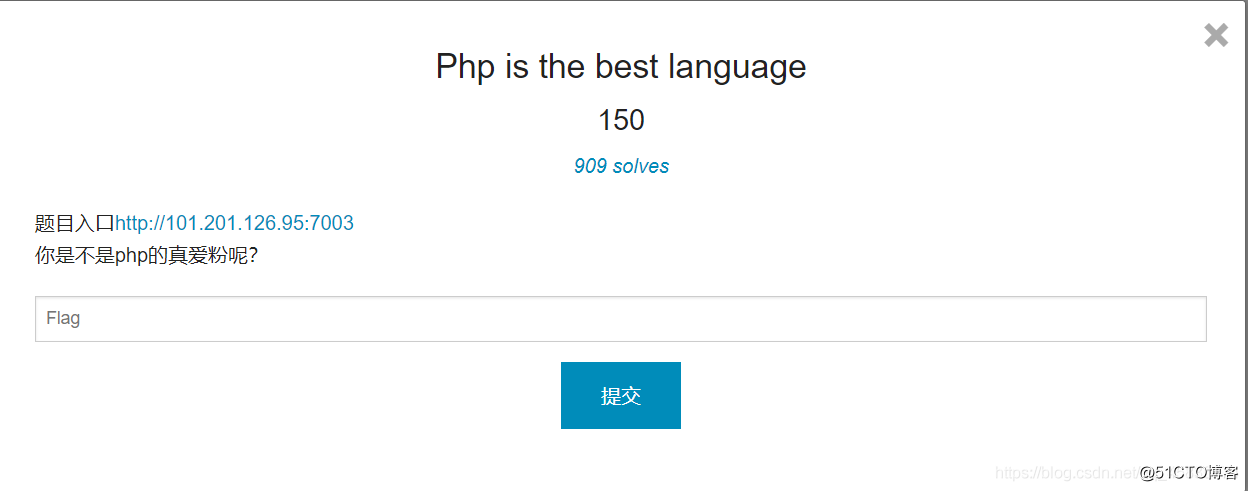 Php is the best language
150
909 solves
题目入口http://101.201.126.95:7003
你是不是php的真爱粉呢?
Flag
提交
https://blog.csdn.net @51CTO博客